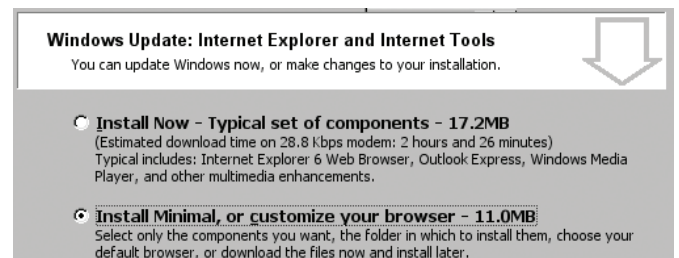 Windows Update: Internet Explorer and Internet Tools
You can update Windows now, or make changes to your installation.
Install Now - Typical set of components - 17.2MB
(Estimated download time on 28.8 Kbps modem: 2 hours and 26 minutes)
Typical includes: Internet Explorer 6 Web Browser, Outlook Express, Windows Media
Player, and other multimedia enhancements.
Install Minimal, or customize your browser - 11.0MB
Select only the components you want, the folder in which to install them, choose your
default browser, or download the files now and install later.